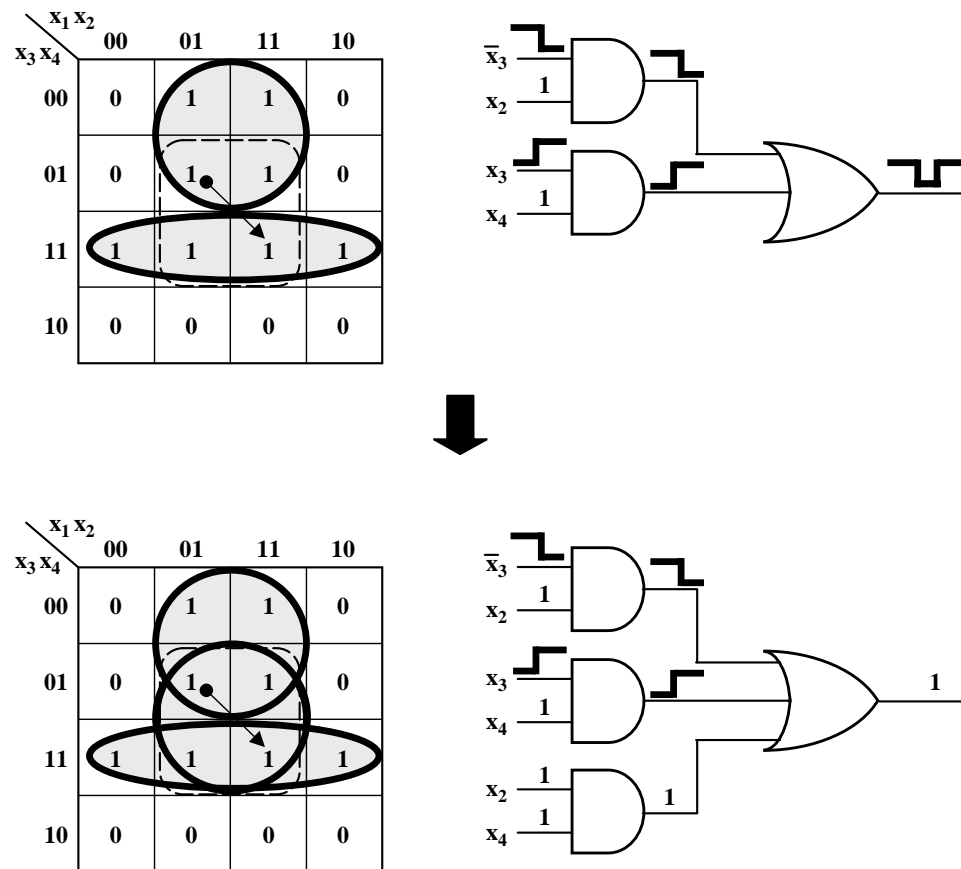 x₁ x₂
x₃ x₄
00 01 11 10
00 0 1 1 0
01 0 1 1 0
11 1 1 1 1
10 0 0 0 0
x̅₃
1
x₂
x₃
1
x₄
x₁ x₂
x₃ x₄
00 01 11 10
00 0 1 1 0
01 0 1 1 0
11 1 1 1 1
10 0 0 0 0
x̅₃
1
x₂
x₃
1
x₄
1
x₂
1
x₄
1
1